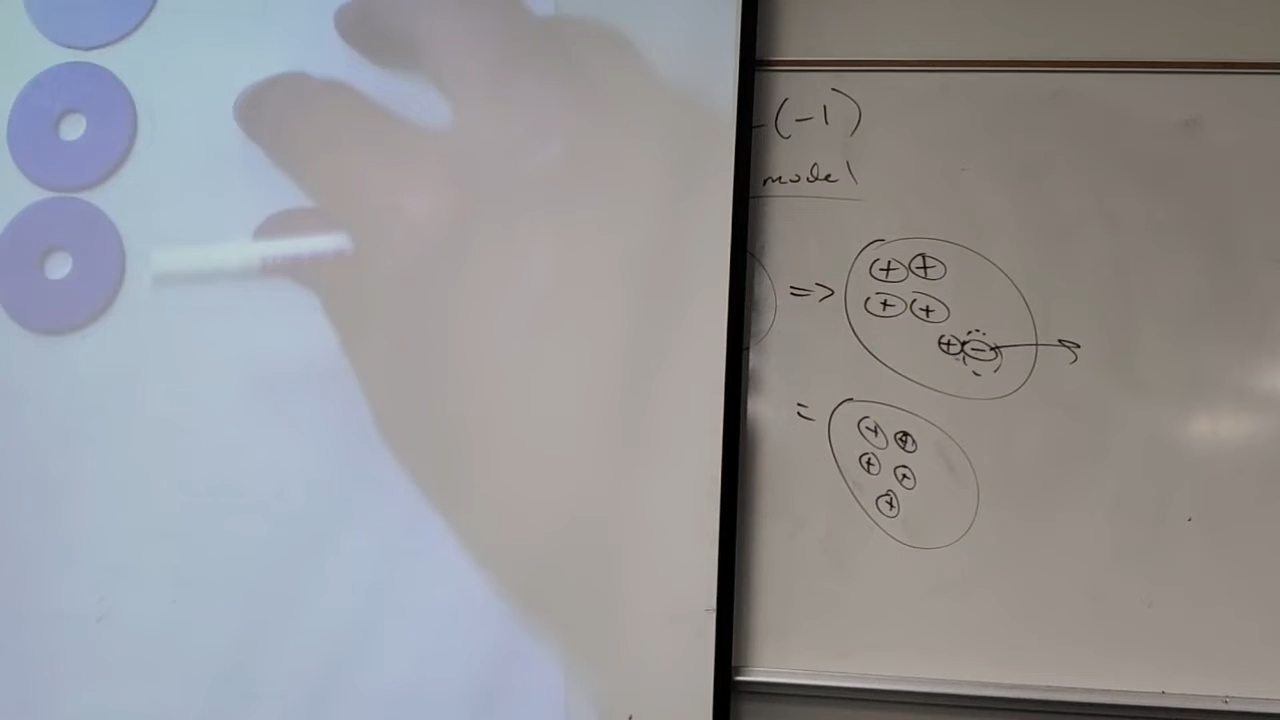 -(-1)
model
=> + +
+ +
+ -
= + +
+ +
+